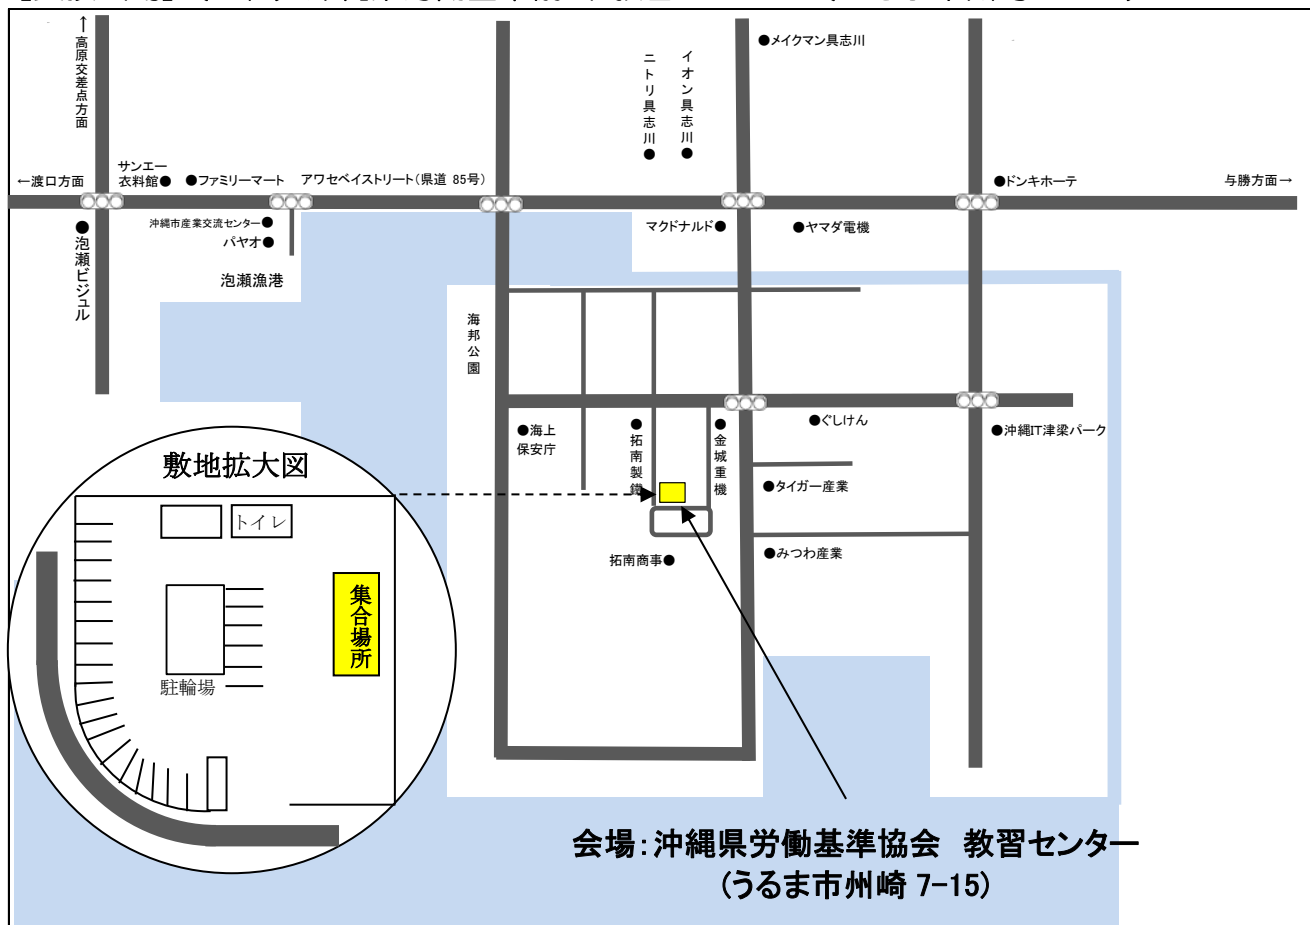 ↑高原交差点方面
●メイクマン具志川
ニトリ具志川●
イオン具志川●
←渡口方面
サンエー
衣料館●
●ファミリーマート
アワセベイストリート(県道 85号)
●ドンキホーテ
与勝方面→
●泡瀬ビジュル
沖縄市産業交流センター●
パヤオ●
泡瀬漁港
マクドナルド●
●ヤマダ電機
海邦公園
●海上
保安庁
●拓南製鐵
●金城重機
●ぐしけん
●沖縄IT津梁パーク
●タイガー産業
●みつわ産業
拓南商事●
敷地拡大図
トイレ
集合場所
駐輪場
会場:沖縄県労働基準協会 教習センター
(うるま市州崎 7-15)